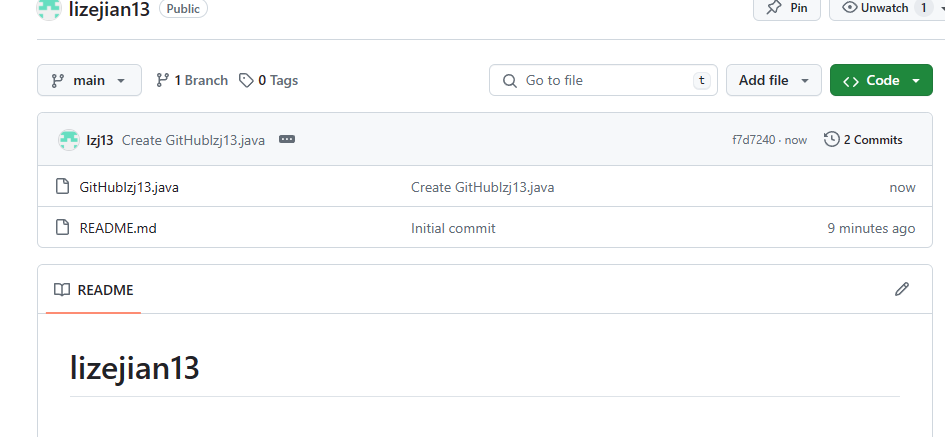 lizejian13 Public Pin Unwatch 1
main 1 Branch 0 Tags Go to file t Add file Code
lzj13 Create GitHublzj13.java f7d7240 · now 2 Commits
GitHublzj13.java Create GitHublzj13.java now
README.md Initial commit 9 minutes ago
README
lizejian13